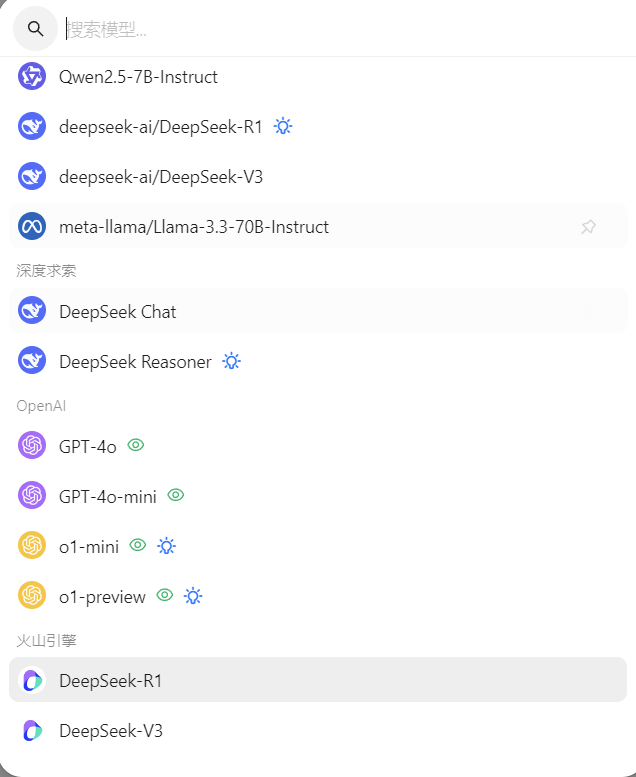 搜索模型...
Qwen2.5-7B-Instruct
deepseek-ai/DeepSeek-R1
deepseek-ai/DeepSeek-V3
meta-llama/Llama-3.3-70B-Instruct
深度求索
DeepSeek Chat
DeepSeek Reasoner
OpenAI
GPT-4o
GPT-4o-mini
o1-mini
o1-preview
火山引擎
DeepSeek-R1
DeepSeek-V3